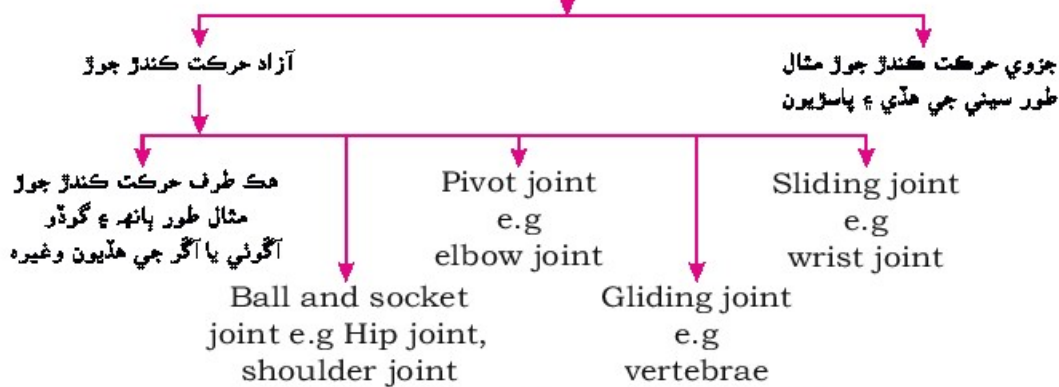 آزاد حرڪت ڪندڙ جوڙ
جزوي حرڪت ڪندڙ جوڙ مثال
طور سيني جي هڏي ۽ پاسڙيون
هڪ طرف حرڪت ڪندڙ جوڙ
مثال طور ٻانهہ ۽ گوڏو
آڱوٺي يا آڱر جي هڏيون وغيره
Pivot joint
e.g
elbow joint
Sliding joint
e.g
wrist joint
Ball and socket
joint e.g Hip joint,
shoulder joint
Gliding joint
e.g
vertebrae